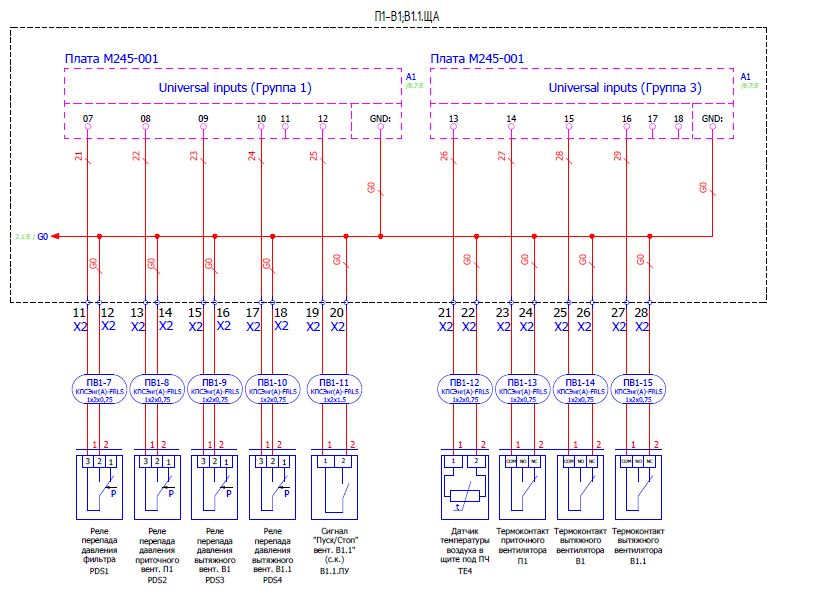 П1-В1;В1.1.ЩА
Плата M245-001
Плата M245-001
Universal inputs (Группа 1)
A1
/8.7:E
Universal inputs (Группа 3)
A1
/8.7:E
07 08 09 10 11 12 GND:
13 14 15 16 17 18 GND:
21 22 23 24 25
26 27 28 29
G0 G0
2.1:E / G0
G0 G0 G0 G0 G0 G0 G0 G0 G0
11 12 13 14 15 16 17 18 19 20
21 22 23 24 25 26 27 28
X2 X2 X2 X2 X2 X2 X2 X2 X2 X2
X2 X2 X2 X2 X2 X2 X2 X2
ПВ1-7
КПСЭнг(А)-FRLS
1x2x0,75
ПВ1-8
КПСЭнг(А)-FRLS
1x2x0,75
ПВ1-9
КПСЭнг(А)-FRLS
1x2x0,75
ПВ1-10
КПСЭнг(А)-FRLS
1x2x0,75
ПВ1-11
КПСЭнг(А)-FRLS
1x2x1.5
ПВ1-12
КПСЭнг(А)-FRLS
1x2x0,75
ПВ1-13
КПСЭнг(А)-FRLS
1x2x0,75
ПВ1-14
КПСЭнг(А)-FRLS
1x2x0,75
ПВ1-15
КПСЭнг(А)-FRLS
1x2x0,75
1 2 1 2 1 2 1 2 1 2
1 2 1 2 1 2 1 2
3 2 1 3 2 1 3 2 1 3 2 1 1 2
1 2 COM NO NC COM NO NC COM NO NC
P P P P
t
Реле
перепада
давления
фильтра
PDS1
Реле
перепада
давления
приточного
вент. П1
PDS2
Реле
перепада
давления
вытяжного
вент. В1
PDS3
Реле
перепада
давления
вытяжного
вент. В1.1
PDS4
Сигнал
"Пуск/Стоп"
вент. В1.1"
(с.к.)
В1.1.ПУ
Датчик
температуры
воздуха в
щите под ПЧ
TE4
Термоконтакт
приточного
вентилятора
П1
Термоконтакт
вытяжного
вентилятора
В1
Термоконтакт
вытяжного
вентилятора
В1.1